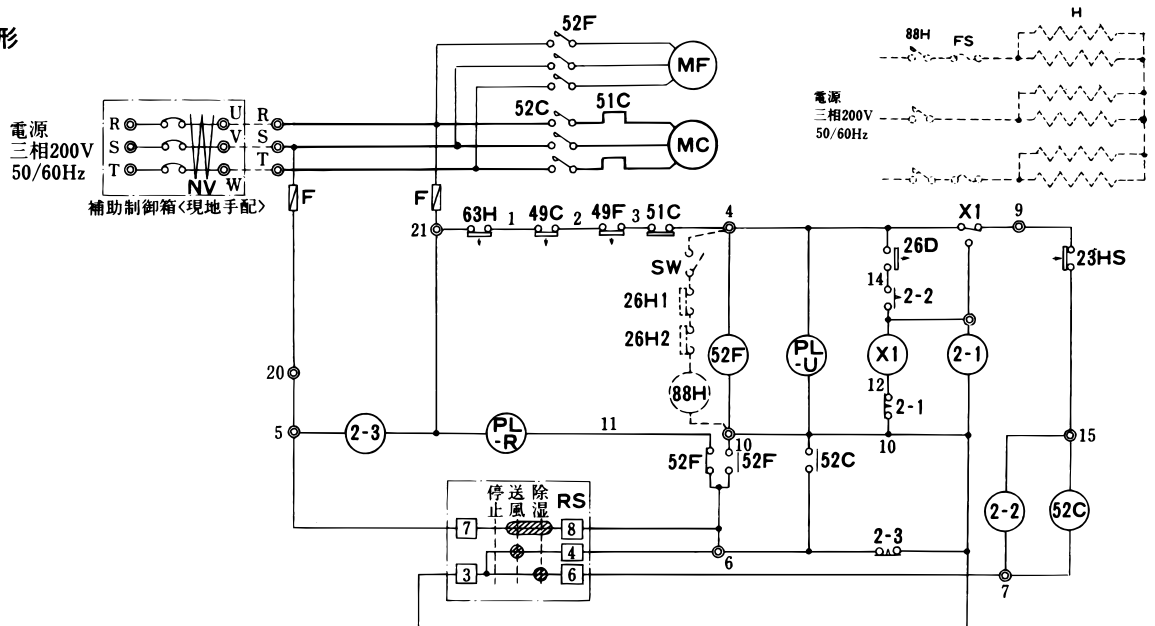 形
電源
三相200V
50/60Hz
R
S
T
NV
U
V
W
R
S
T
補助制御箱〈現地手配〉
52F
MF
52C
51C
MC
88H
FS
H
電源
三相200V
50/60Hz
F
F
21
63H
1
49C
2
49F
3
51C
4
X1
9
SW
26H1
26H2
88H
26D
14
2-2
23HS
20
52F
PL
-U
X1
2-1
12
2-1
5
2-3
PL
-R
11
10
10
15
52F
52F
52C
停止
送風
除湿
RS
7
8
4
3
6
6
2-3
2-2
52C
7